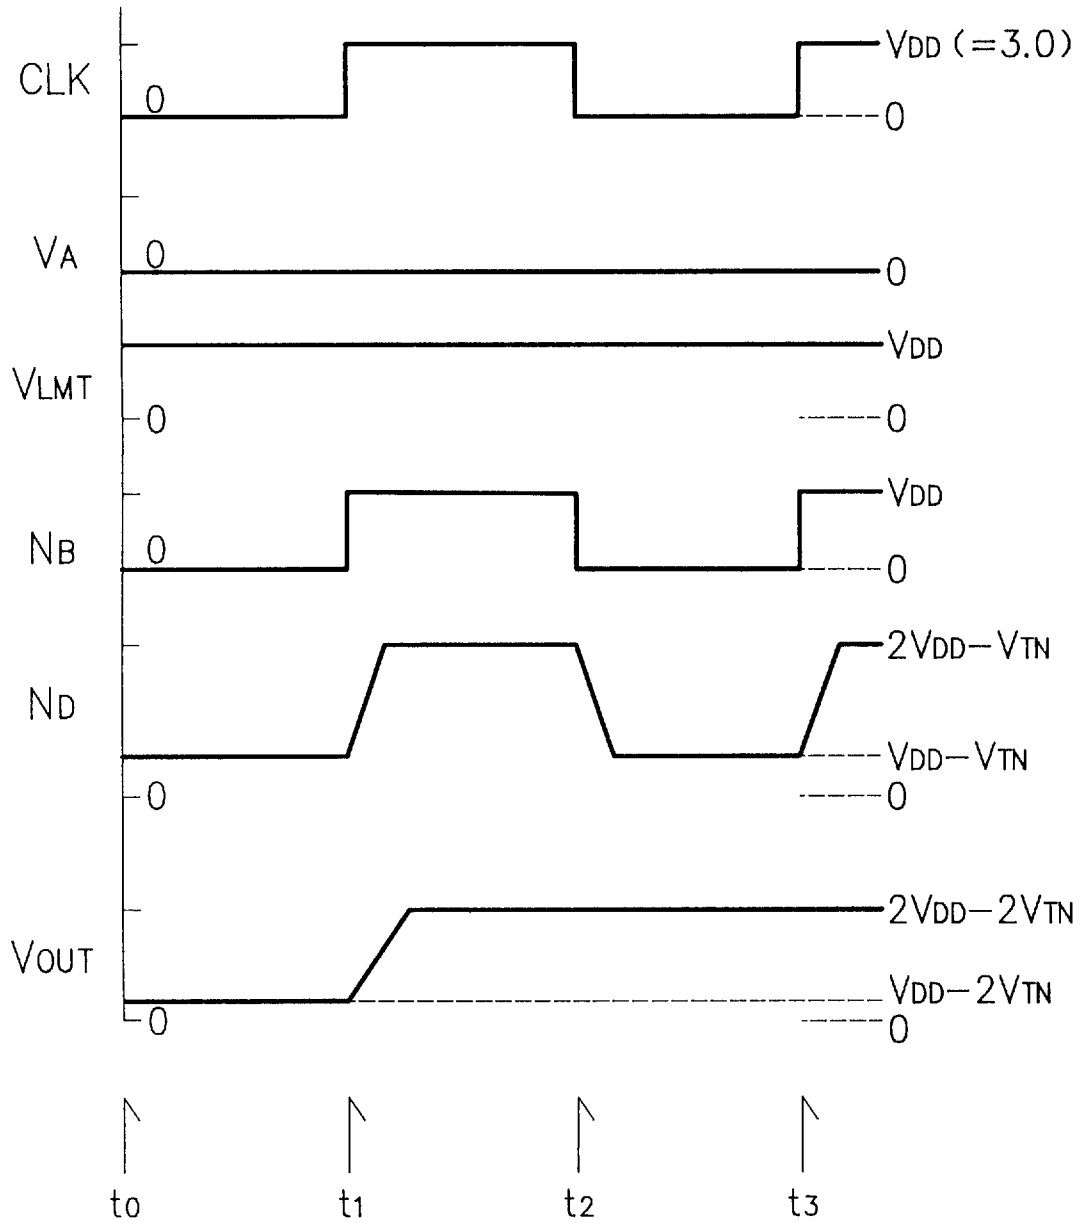 VDD (=3.0)
CLK
0
0
VA
0
0
VDD
VLMT
0
0
VDD
NB
0
0
2VDD-VTN
ND
VDD-VTN
0
0
2VDD-2VTN
VOUT
VDD-2VTN
0
0
t0 t1 t2 t3